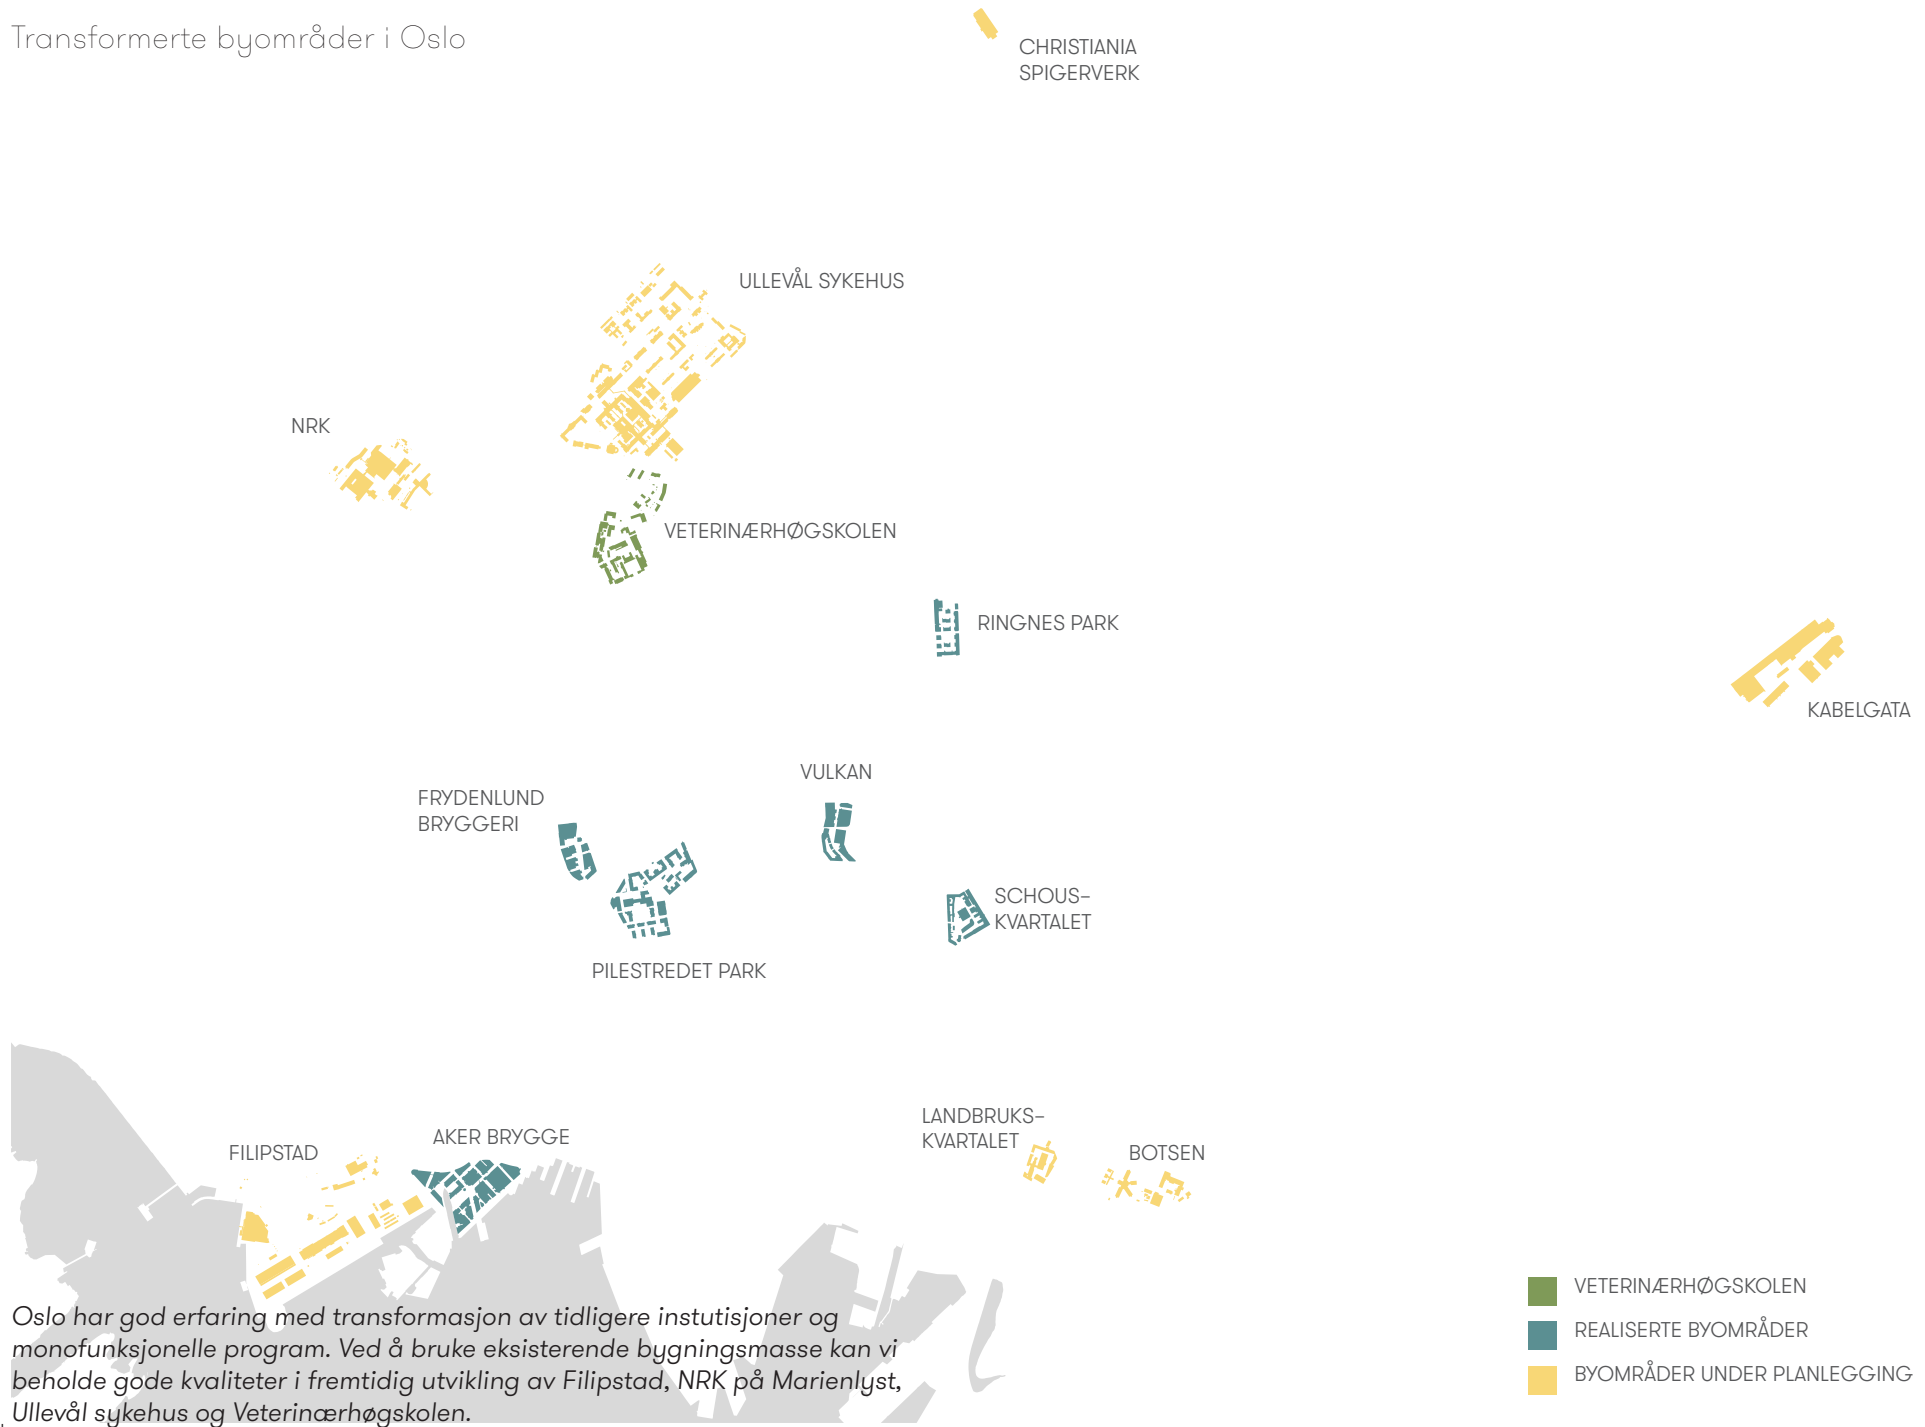 Transformerte byområder i Oslo
CHRISTIANIA
SPIGERVERK
ULLEVÅL SYKEHUS
NRK
VETERINÆRHØGSKOLEN
RINGNES PARK
KABELGATA
VULKAN
FRYDENLUND
BRYGGERI
SCHOUS-
KVARTALET
PILESTREDET PARK
LANDBRUKS-
KVARTALET
AKER BRYGGE
FILIPSTAD
BOTSEN
VETERINÆRHØGSKOLEN
REALISERTE BYOMRÅDER
BYOMRÅDER UNDER PLANLEGGING
Oslo har god erfaring med transformasjon av tidligere instutisjoner og
monofunksjonelle program. Ved å bruke eksisterende bygningsmasse kan vi
beholde gode kvaliteter i fremtidig utvikling av Filipstad, NRK på Marienlyst,
Ullevål sykehus og Veterinærhøgskolen.